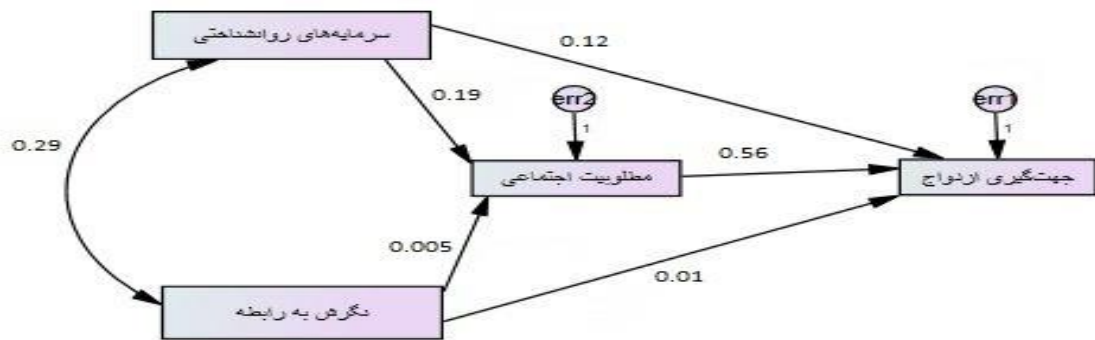 سرمایه‌های روانشناختی
0.12
0.19
err2
err1
0.29
1
1
0.56
مطلوبیت اجتماعی
جهت‌گیری ازدواج
0.005
0.01
نگرش به رابطه